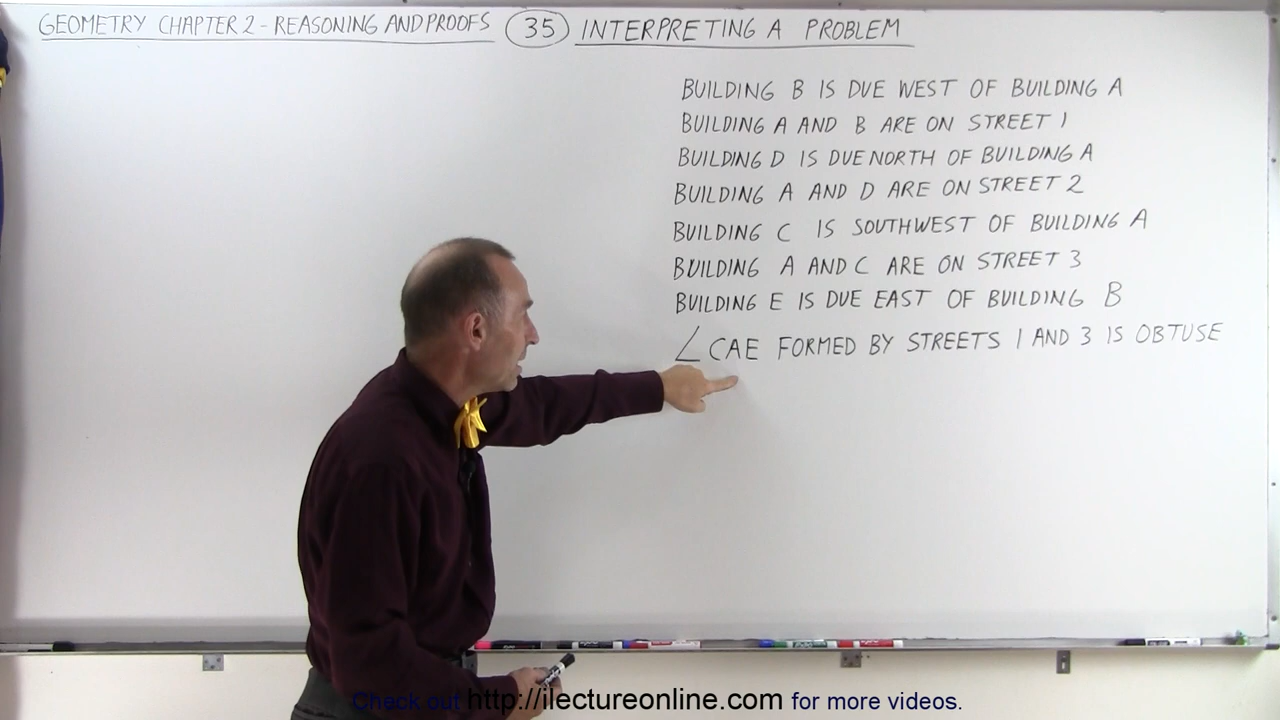 GEOMETRY CHAPTER 2 - REASONING AND PROOFS 35 INTERPRETING A PROBLEM
BUILDING B IS DUE WEST OF BUILDING A
BUILDING A AND B ARE ON STREET 1
BUILDING D IS DUE NORTH OF BUILDING A
BUILDING A AND D ARE ON STREET 2
BUILDING C IS SOUTHWEST OF BUILDING A
BUILDING A AND C ARE ON STREET 3
BUILDING E IS DUE EAST OF BUILDING B
∠CAE FORMED BY STREETS 1 AND 3 IS OBTUSE
Check out http://ilectureonline.com for more videos.